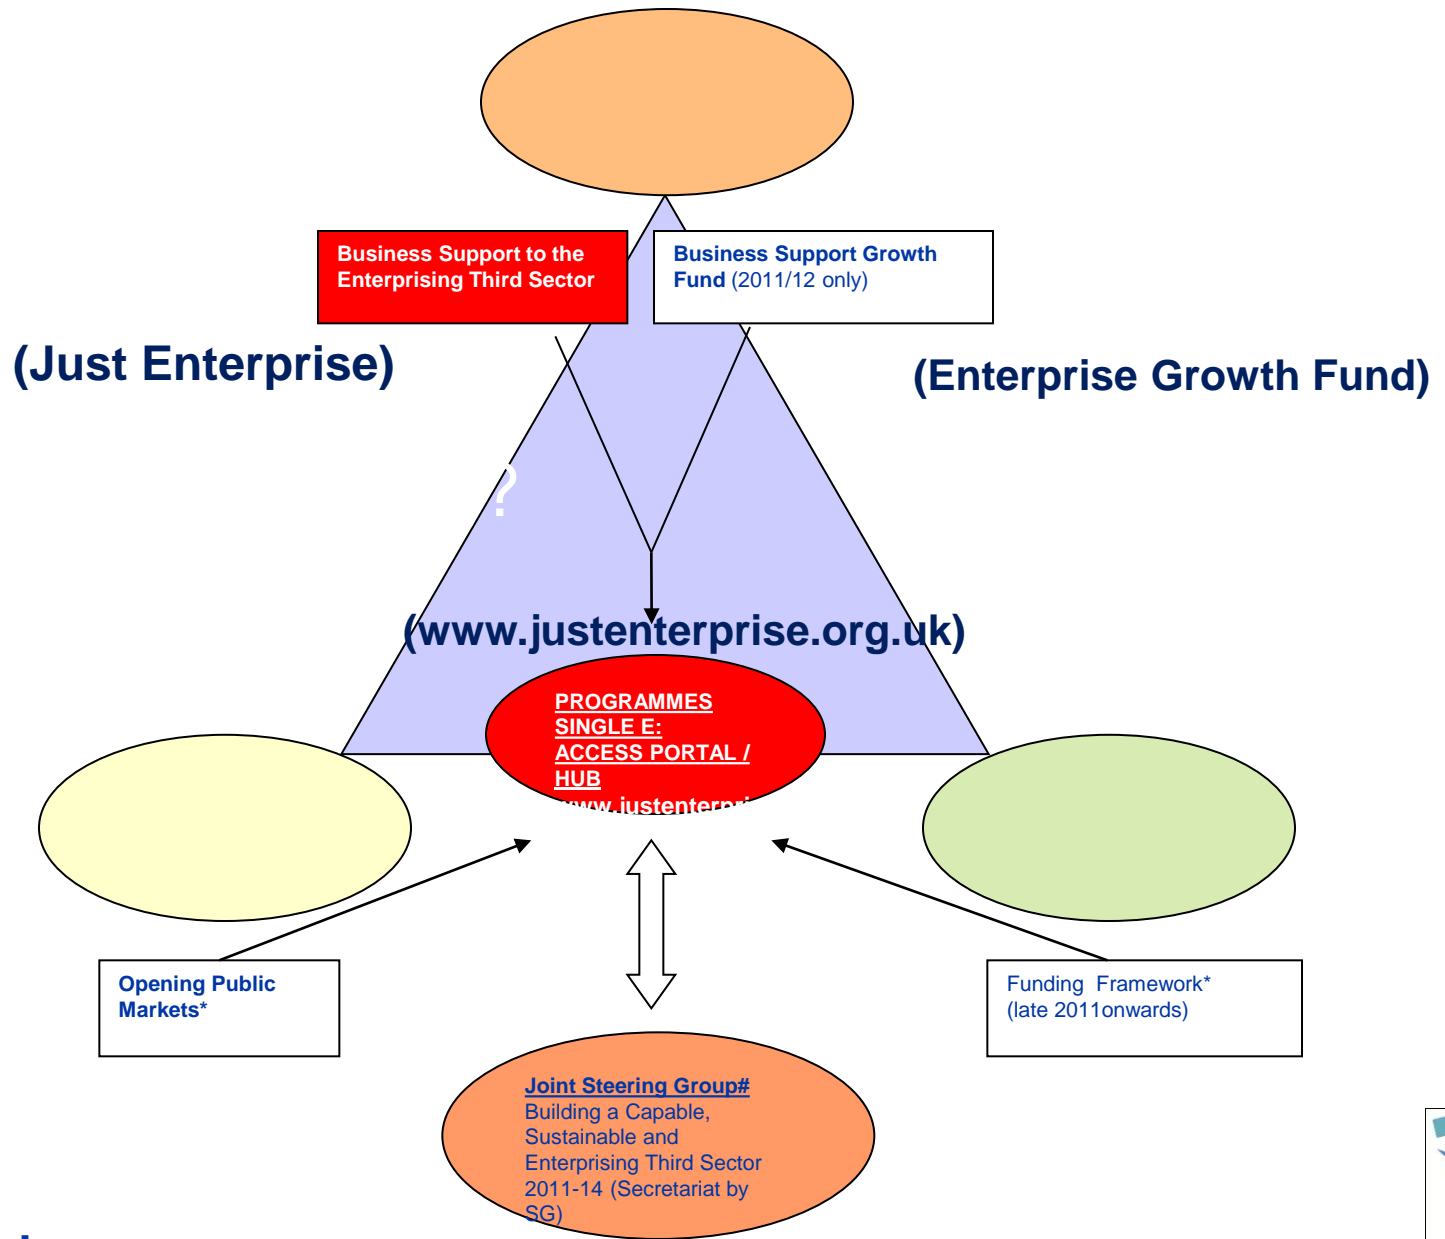 Business Support to the
Enterprising Third Sector
Business Support Growth
Fund (2011/12 only)
(Just Enterprise)
(Enterprise Growth Fund)
?
(www.justenterprise.org.uk)
PROGRAMMES
SINGLE E:
ACCESS PORTAL /
HUB
www.justenterpri
Opening Public
Markets*
Funding Framework*
(late 2011onwards)
Joint Steering Group#
Building a Capable,
Sustainable and
Enterprising Third Sector
2011-14 (Secretariat by
SG)